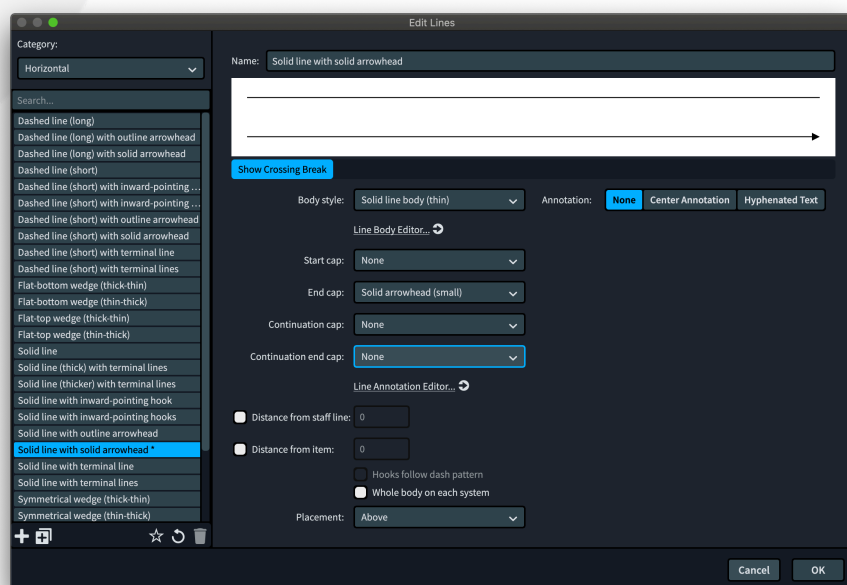 Edit Lines
Category:
Horizontal
Search...
Dashed line (long)
Dashed line (long) with outline arrowhead
Dashed line (long) with solid arrowhead
Dashed line (short)
Dashed line (short) with inward-pointing ...
Dashed line (short) with inward-pointing ...
Dashed line (short) with outline arrowhead
Dashed line (short) with solid arrowhead
Dashed line (short) with terminal line
Dashed line (short) with terminal lines
Flat-bottom wedge (thick-thin)
Flat-bottom wedge (thin-thick)
Flat-top wedge (thick-thin)
Flat-top wedge (thin-thick)
Solid line
Solid line (thick) with terminal lines
Solid line (thicker) with terminal lines
Solid line with inward-pointing hook
Solid line with inward-pointing hooks
Solid line with outline arrowhead
Solid line with solid arrowhead *
Solid line with terminal line
Solid line with terminal lines
Symmetrical wedge (thick-thin)
Symmetrical wedge (thin-thick)
Name: Solid line with solid arrowhead
Show Crossing Break
Body style: Solid line body (thin) Annotation: None Center Annotation Hyphenated Text
Line Body Editor...
Start cap: None
End cap: Solid arrowhead (small)
Continuation cap: None
Continuation end cap: None
Line Annotation Editor...
Distance from staff line: 0
Distance from item: 0
Hooks follow dash pattern
Whole body on each system
Placement: Above
Cancel OK